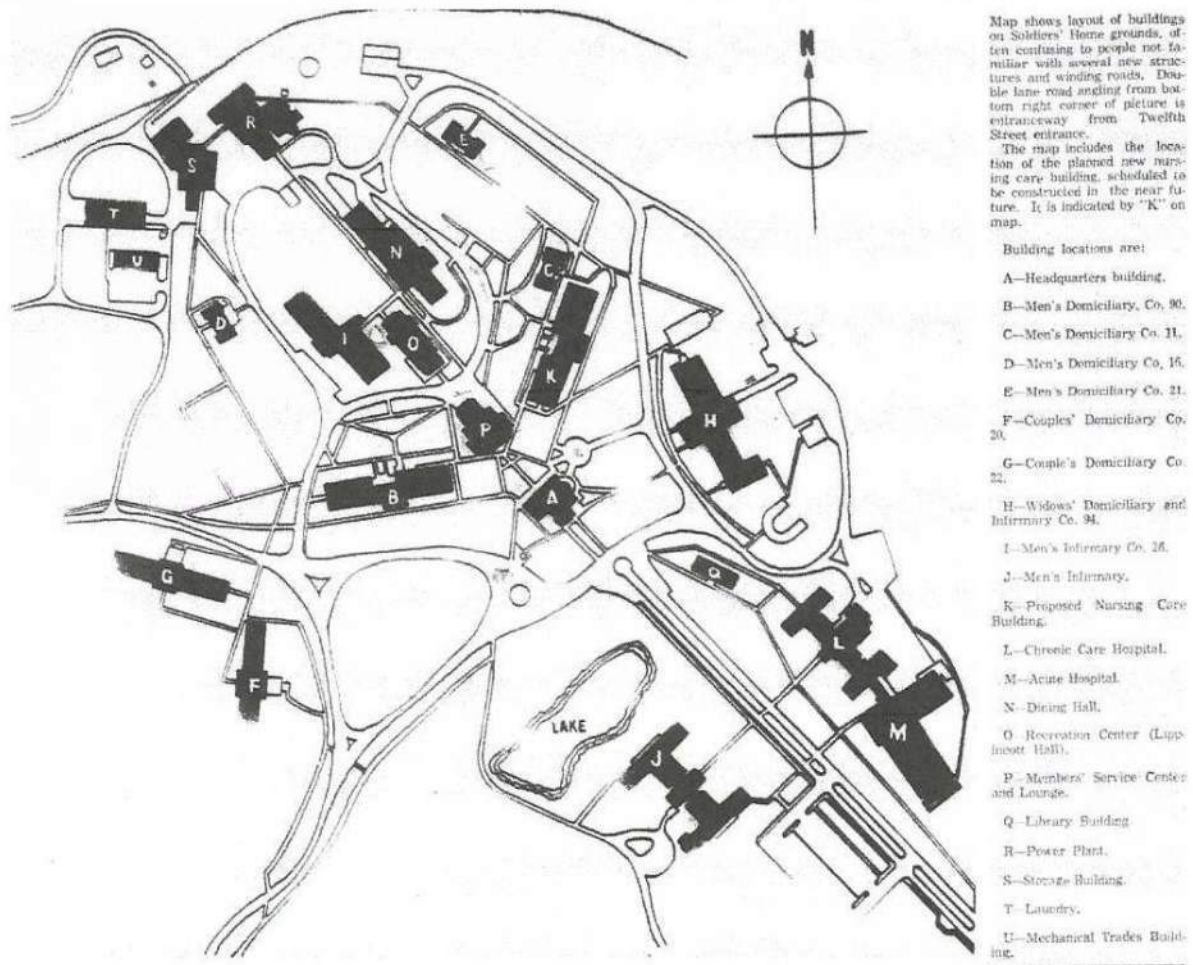 N
R
S
E
T
N
U
C
D
I
O
K
H
P
B
A
G
Q
L
F
LAKE
J
M
Map shows layout of buildings
on Soldiers' Home grounds, of-
ten confusing to people not fa-
miliar with several new struc-
tures and winding roads. Dou-
ble lane road angling from bot-
tom right corner of picture is
entranceway from Twelfth
Street entrance.
The map includes the loca-
tion of the planned new nurs-
ing care building, scheduled to
be constructed in the near fu-
ture. It is indicated by "K" on
map.
Building locations are:
A—Headquarters building.
B—Men's Domiciliary, Co. 90.
C—Men's Domiciliary Co. 11.
D—Men's Domiciliary Co. 16.
E—Men's Domiciliary Co. 21.
F—Couples' Domiciliary Co.
20.
G—Couple's Domiciliary Co.
22.
H—Widows' Domiciliary and
Infirmary Co. 94.
I—Men's Infirmary Co. 26.
J—Men's Infirmary.
K—Proposed Nursing Care
Building.
L—Chronic Care Hospital.
M—Acute Hospital.
N—Dining Hall.
O—Recreation Center (Lipp-
incott Hall).
P—Members' Service Center
and Lounge.
Q—Library Building
R—Power Plant.
S—Storage Building.
T—Laundry.
U—Mechanical Trades Build-
ing.